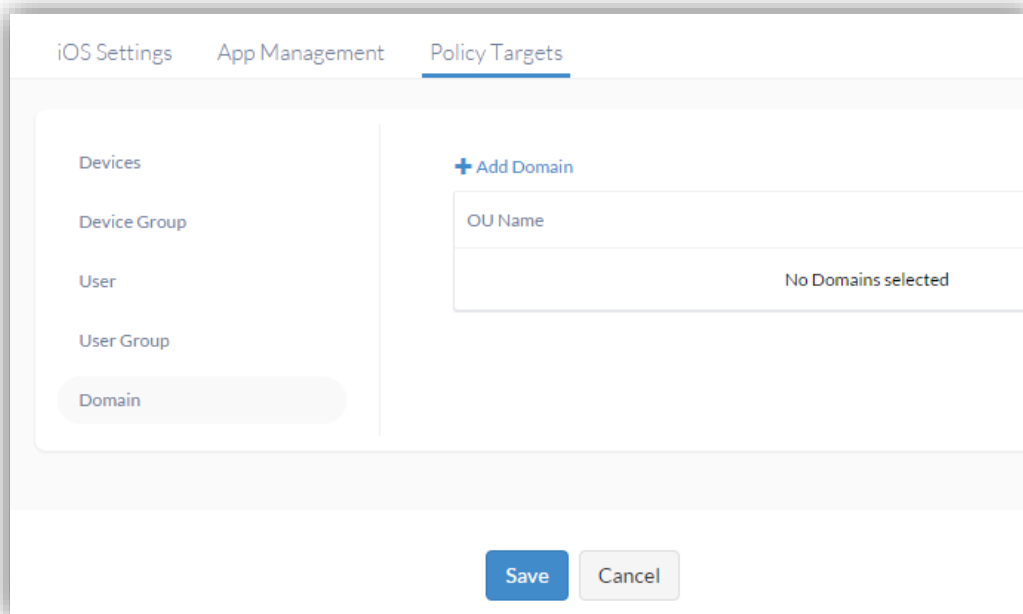 iOS Settings App Management Policy Targets
Devices
Device Group
User
User Group
Domain
Add Domain
OU Name
No Domains selected
Save Cancel